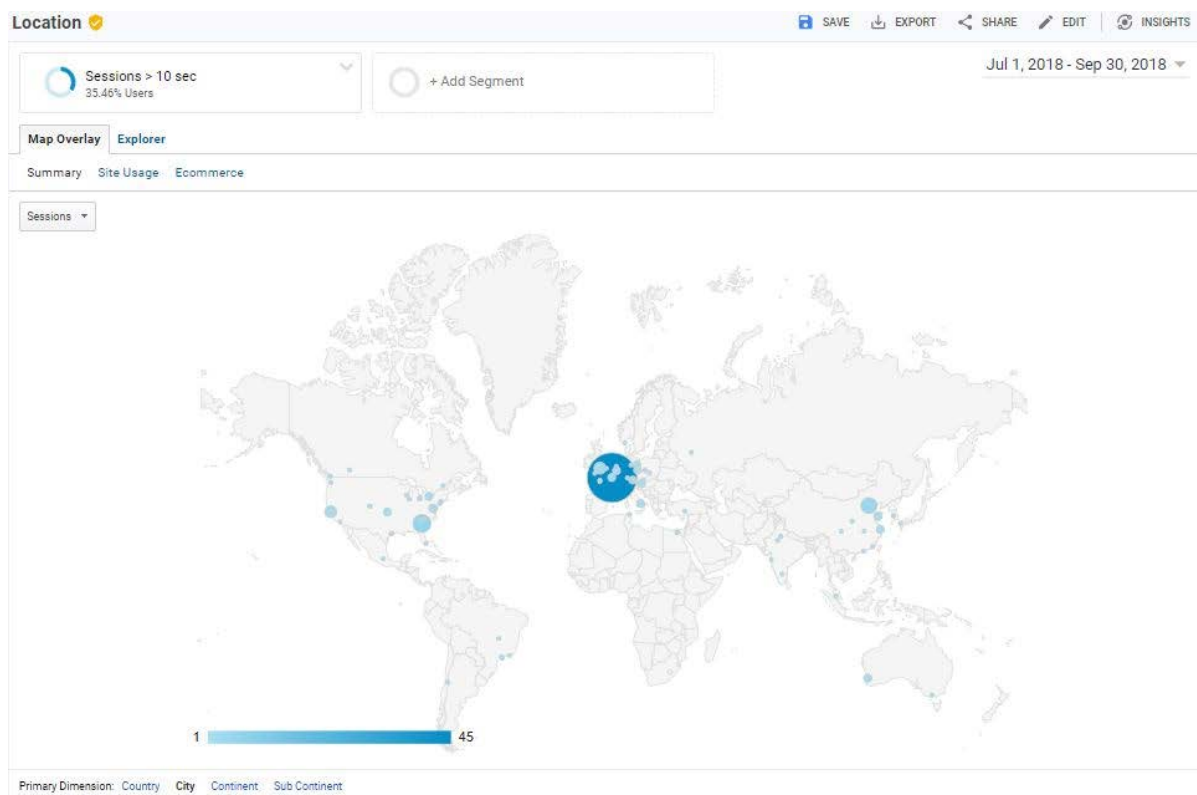 Location
SAVE EXPORT SHARE EDIT INSIGHTS
Sessions > 10 sec
35.46% Users
+ Add Segment
Jul 1, 2018 - Sep 30, 2018
Map Overlay Explorer
Summary Site Usage Ecommerce
Sessions
1 45
Primary Dimension: Country City Continent Sub Continent